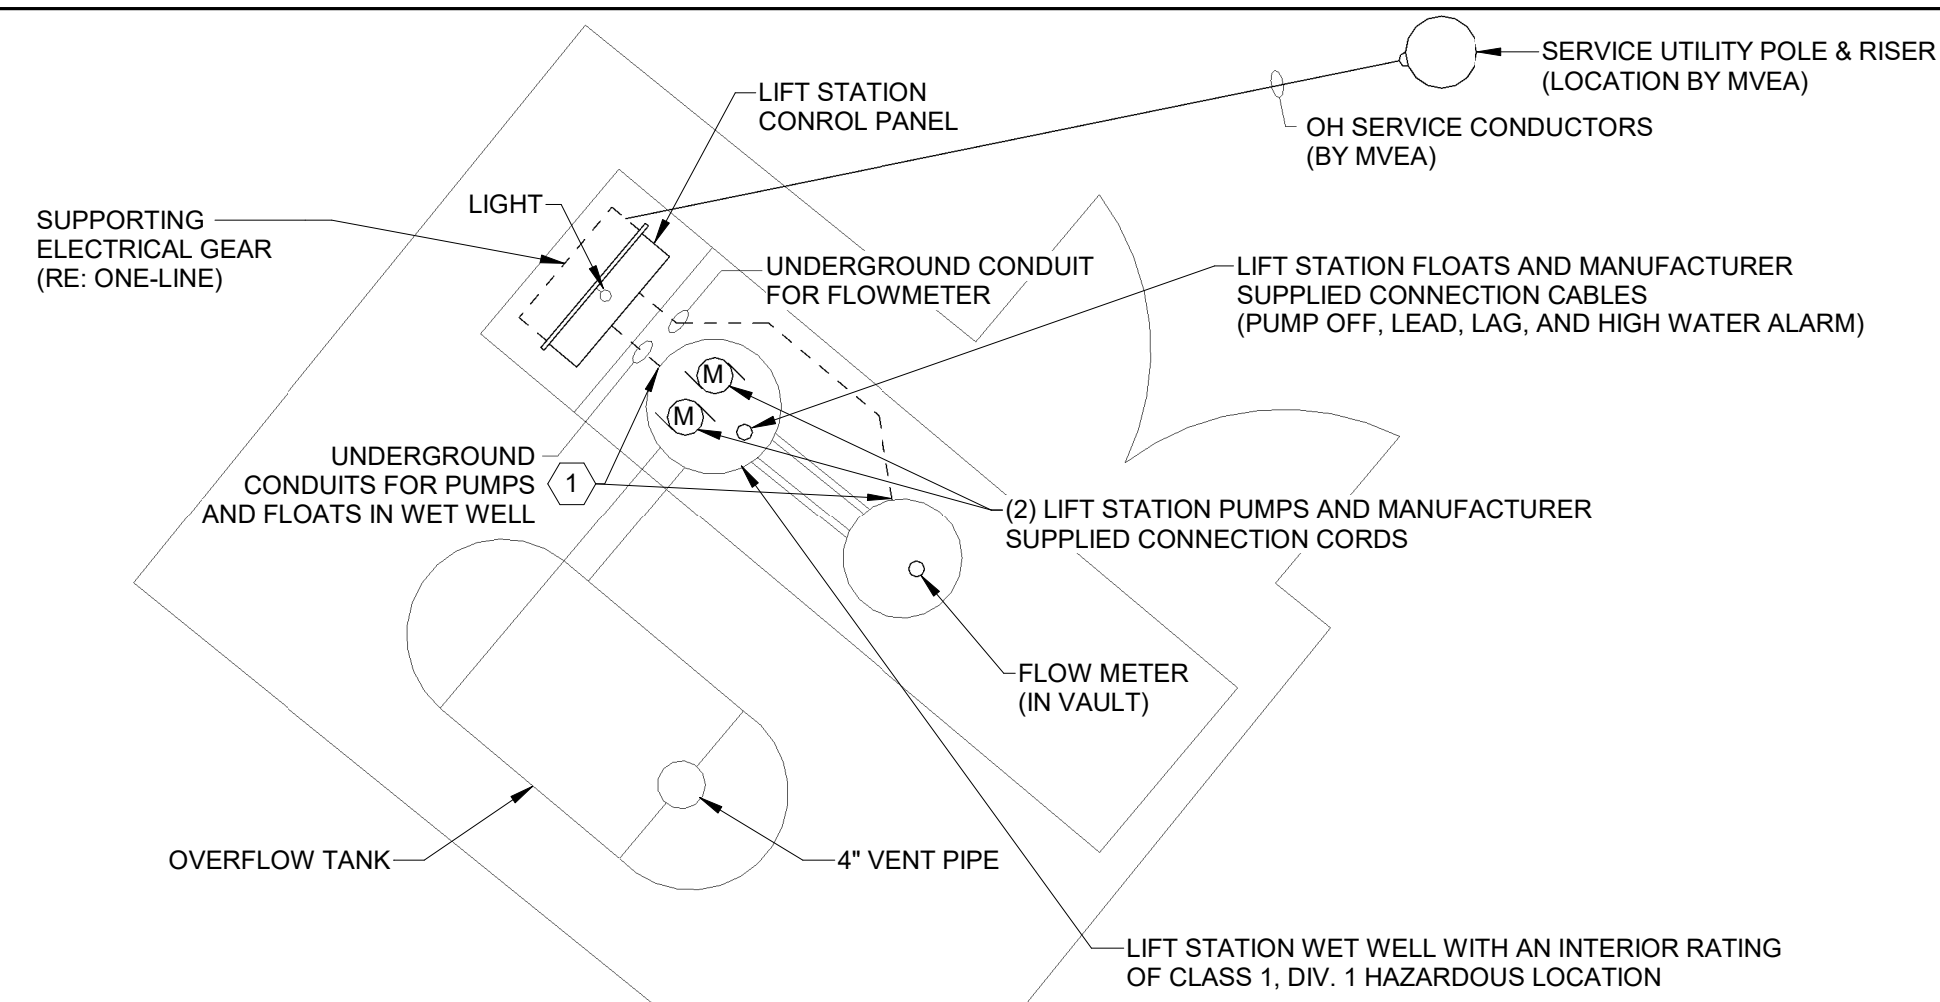 SERVICE UTILITY POLE & RISER
(LOCATION BY MVEA)
LIFT STATION
CONROL PANEL
OH SERVICE CONDUCTORS
(BY MVEA)
LIGHT
SUPPORTING
ELECTRICAL GEAR
(RE: ONE-LINE)
UNDERGROUND CONDUIT
FOR FLOWMETER
LIFT STATION FLOATS AND MANUFACTURER
SUPPLIED CONNECTION CABLES
(PUMP OFF, LEAD, LAG, AND HIGH WATER ALARM)
M
M
UNDERGROUND
CONDUITS FOR PUMPS
AND FLOATS IN WET WELL
1
(2) LIFT STATION PUMPS AND MANUFACTURER
SUPPLIED CONNECTION CORDS
FLOW METER
(IN VAULT)
OVERFLOW TANK
4" VENT PIPE
LIFT STATION WET WELL WITH AN INTERIOR RATING
OF CLASS 1, DIV. 1 HAZARDOUS LOCATION